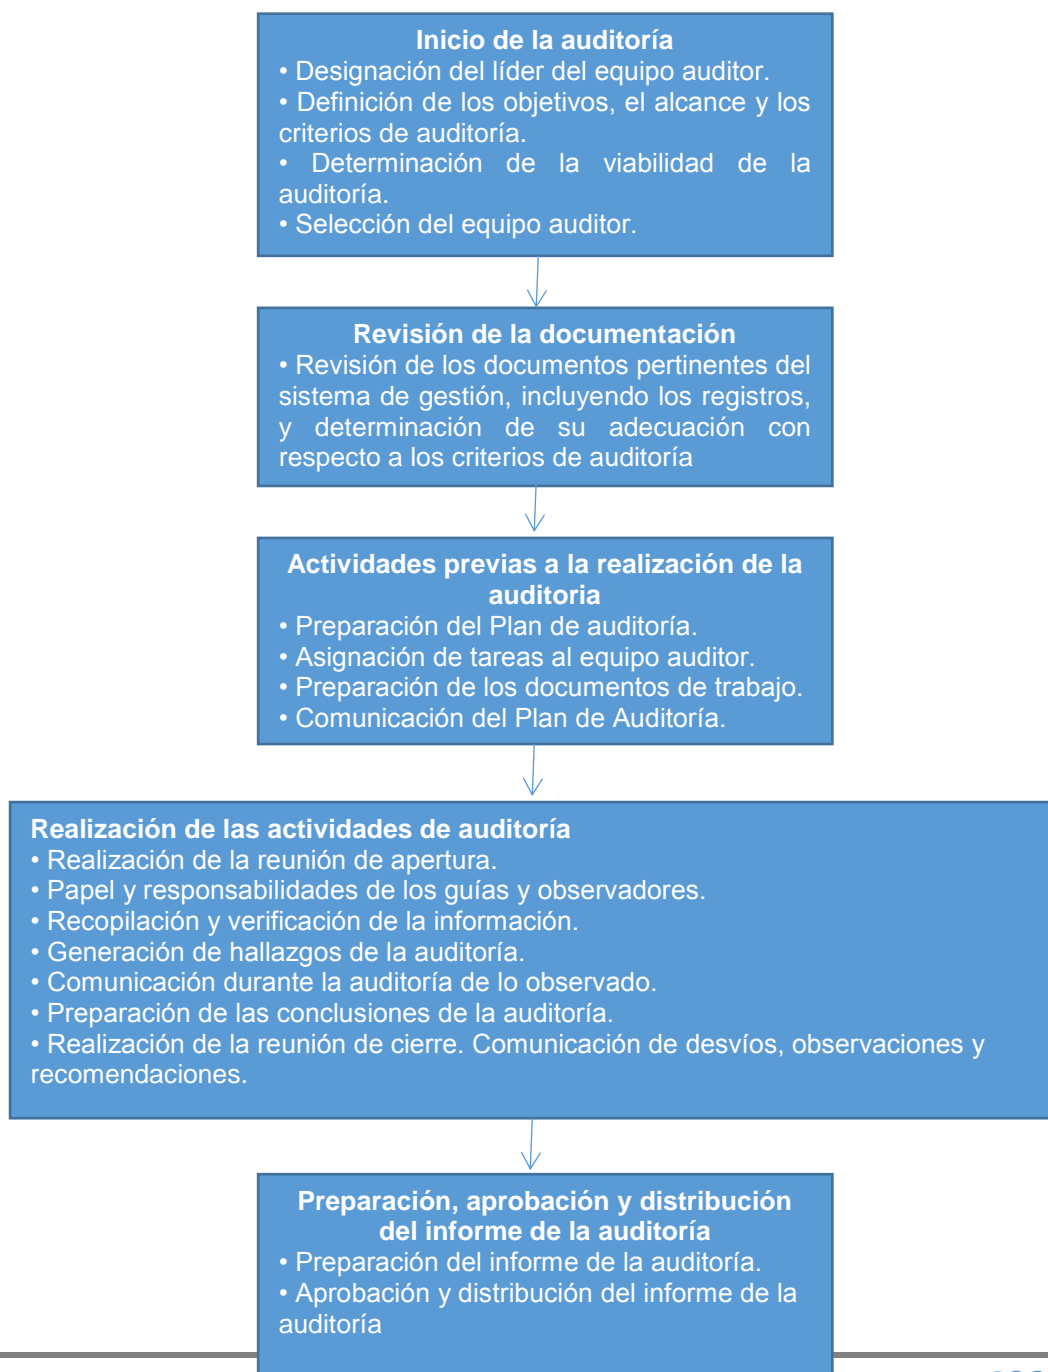 Inicio de la auditoría
• Designación del líder del equipo auditor.
• Definición de los objetivos, el alcance y los
criterios de auditoría.
• Determinación de la viabilidad de la
auditoría.
• Selección del equipo auditor.
Revisión de la documentación
• Revisión de los documentos pertinentes del
sistema de gestión, incluyendo los registros,
y determinación de su adecuación con
respecto a los criterios de auditoría
Actividades previas a la realización de la
auditoria
• Preparación del Plan de auditoría.
• Asignación de tareas al equipo auditor.
• Preparación de los documentos de trabajo.
• Comunicación del Plan de Auditoría.
Realización de las actividades de auditoría
• Realización de la reunión de apertura.
• Papel y responsabilidades de los guías y observadores.
• Recopilación y verificación de la información.
• Generación de hallazgos de la auditoría.
• Comunicación durante la auditoría de lo observado.
• Preparación de las conclusiones de la auditoría.
• Realización de la reunión de cierre. Comunicación de desvíos, observaciones y
recomendaciones.
Preparación, aprobación y distribución
del informe de la auditoría
• Preparación del informe de la auditoría.
• Aprobación y distribución del informe de la
auditoría